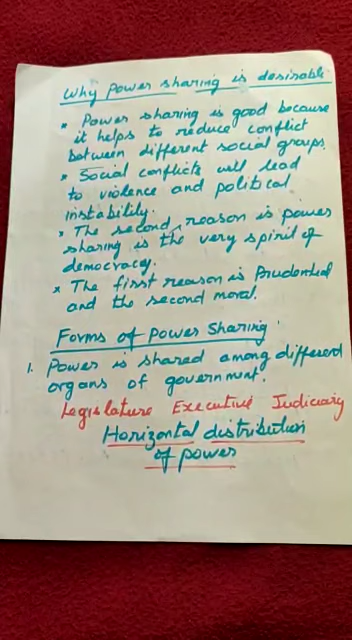 Why power sharing is desirable
* Power sharing is good because
it helps to reduce conflict
between different social groups.
* Social conflicts will lead
to violence and political
instability.
* The second reason is power
sharing is the very spirit of
democracy.
* The first reason is Prudential
and the second moral.
Forms of Power Sharing
1. Power is shared among different
organs of government.
Legislature Executive Judiciary
Horizontal distribution
of power